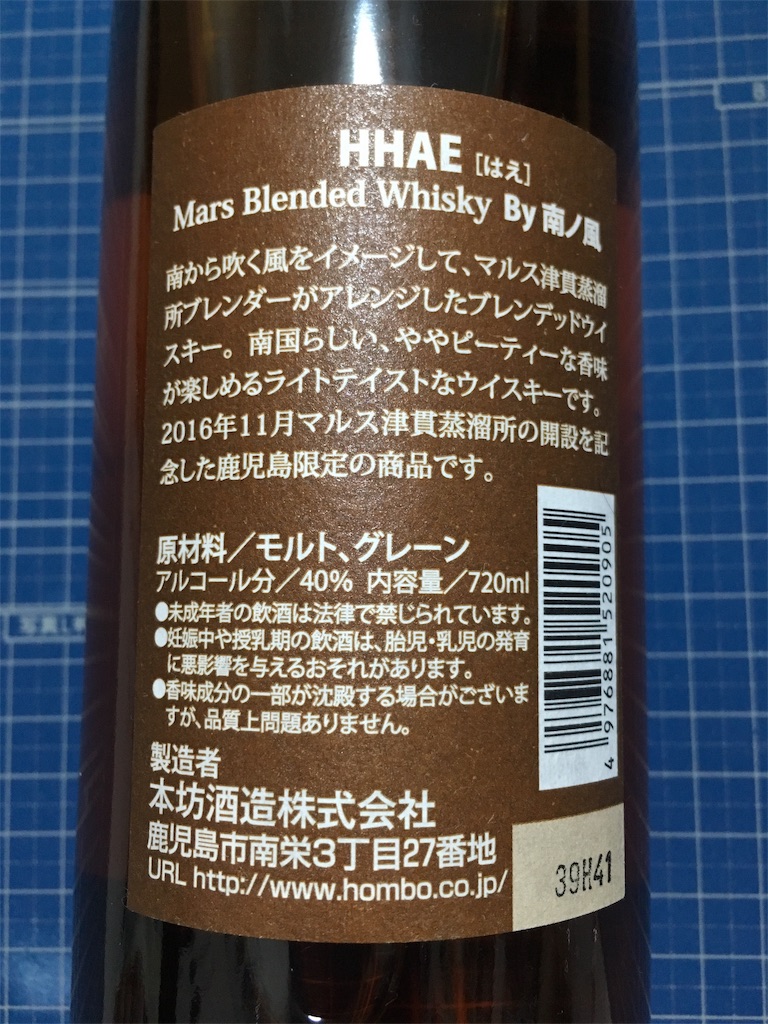 HHAE [はえ]
Mars Blended Whisky By 南ノ風
南から吹く風をイメージして、マルス津貫蒸溜
所ブレンダーがアレンジしたブレンデッドウイ
スキー。南国らしい、ややピーティーな香味
が楽しめるライトテイストなウイスキーです。
2016年11月マルス津貫蒸溜所の開設を記
念した鹿児島限定の商品です。
原材料／モルト、グレーン
アルコール分／40% 内容量／720ml
●未成年者の飲酒は法律で禁じられています。
●妊娠中や授乳期の飲酒は、胎児・乳児の発育
に悪影響を与えるおそれがあります。
●香味成分の一部が沈殿する場合がございま
すが、品質上問題ありません。
4 976881 520905
製造者
本坊酒造株式会社
鹿児島市南栄3丁目27番地
URL http://www.hombo.co.jp/
39H41